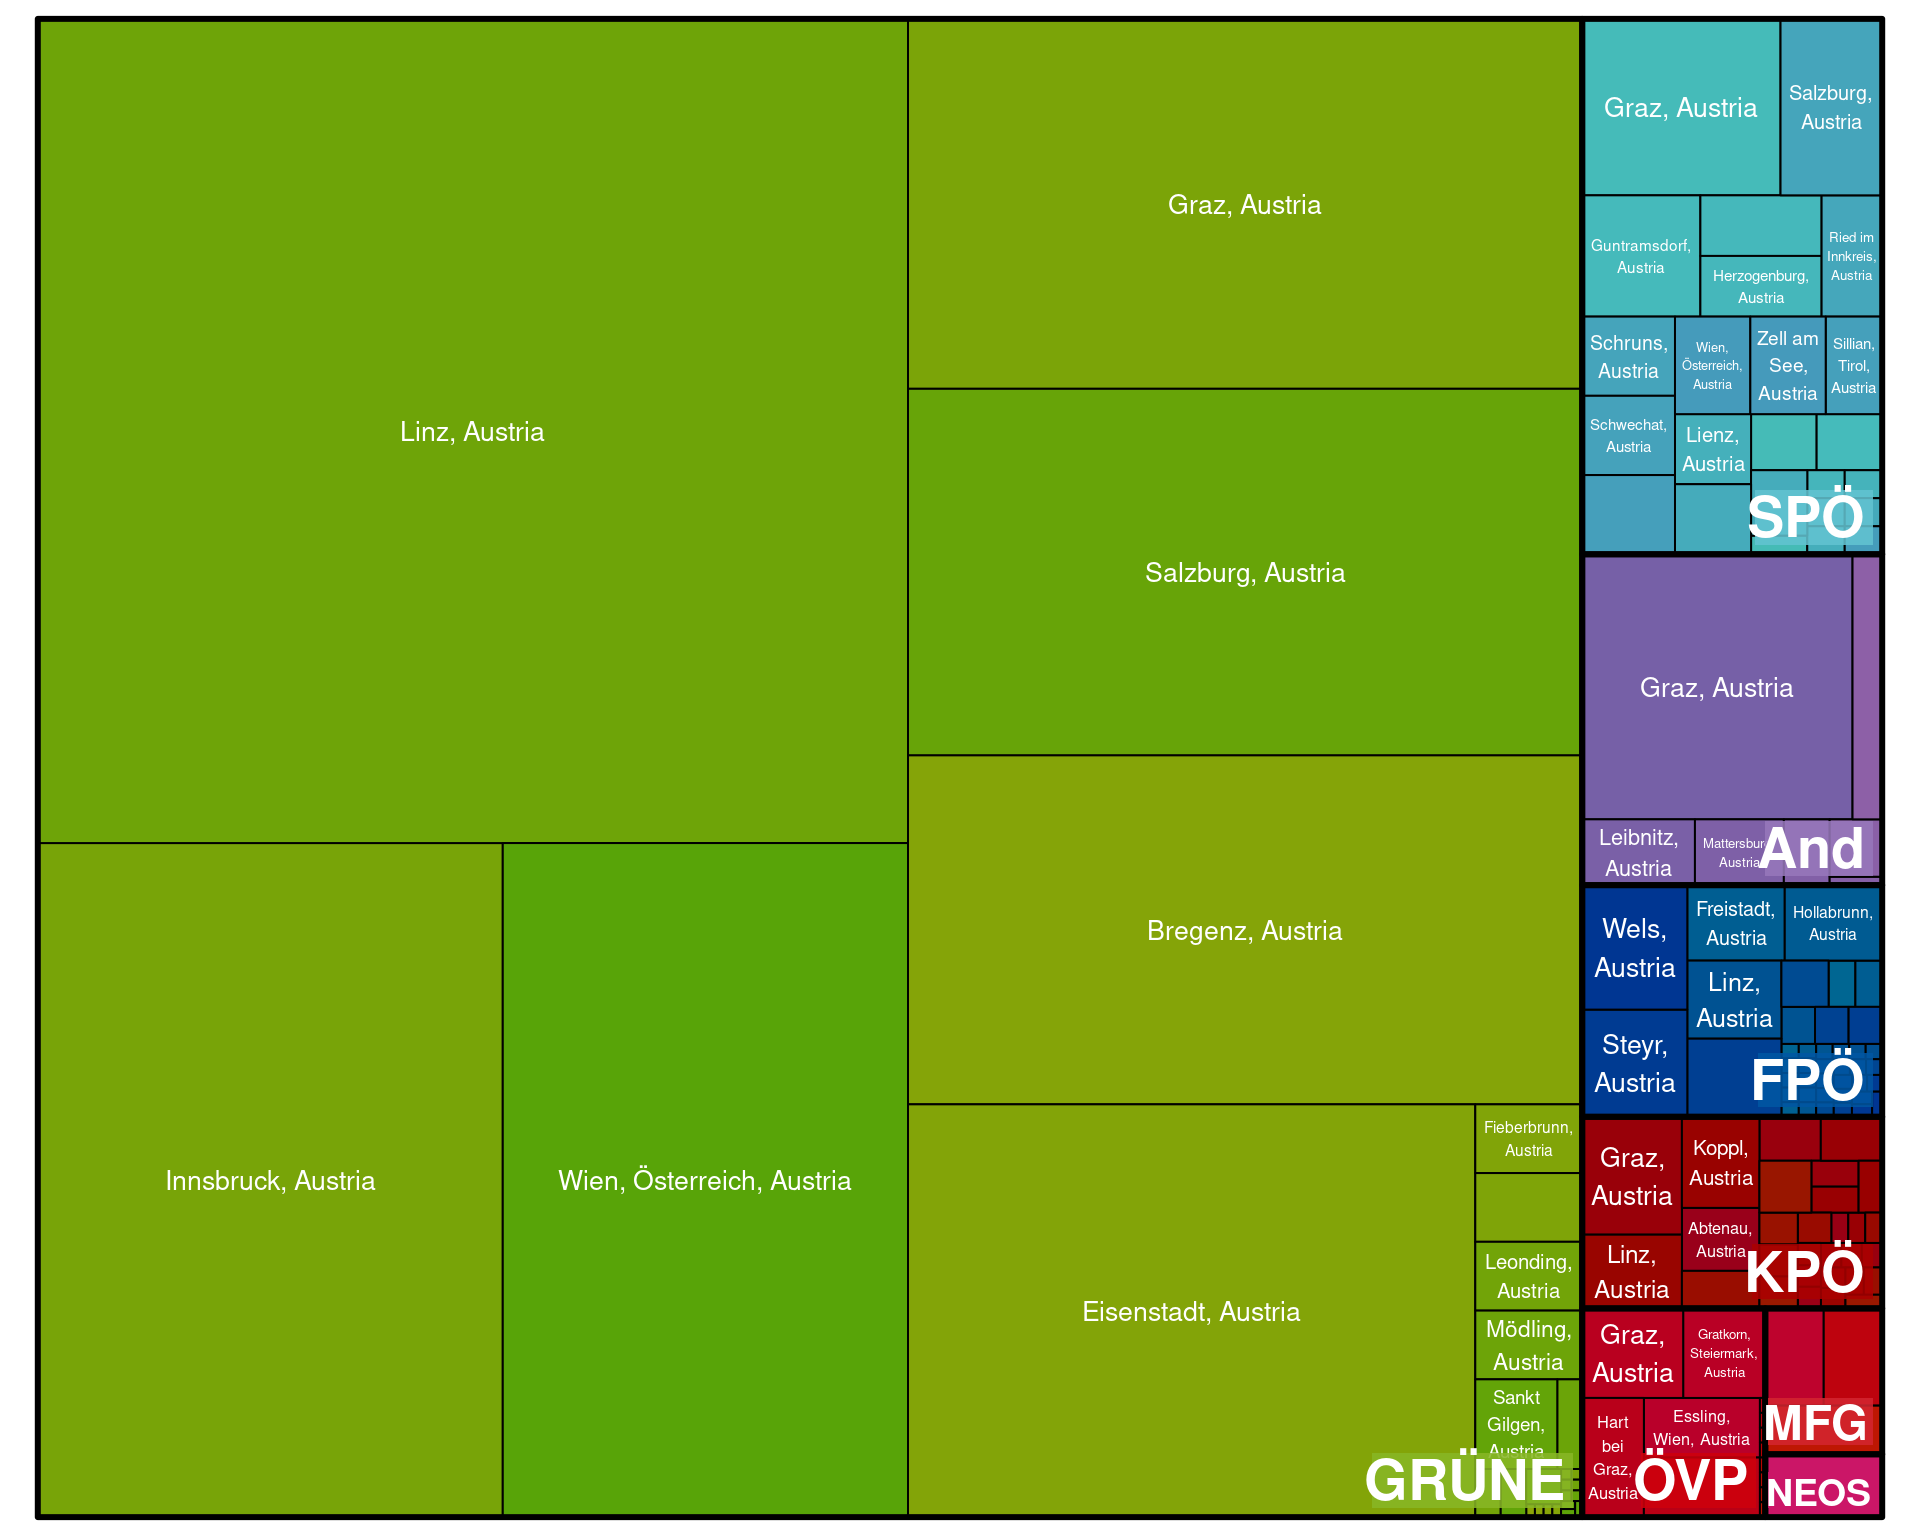 Linz, Austria
Graz, Austria
Salzburg, Austria
Bregenz, Austria
Innsbruck, Austria
Wien, Österreich, Austria
Eisenstadt, Austria
Fieberbrunn,
Austria
Leonding,
Austria
Mödling,
Austria
Sankt
Gilgen,
Austria
GRÜNE
Graz, Austria
Salzburg,
Austria
Guntramsdorf,
Austria
Herzogenburg,
Austria
Ried im
Innkreis,
Austria
Schruns,
Austria
Wien,
Österreich,
Austria
Zell am
See,
Austria
Sillian,
Tirol,
Austria
Schwechat,
Austria
Lienz,
Austria
SPÖ
Graz, Austria
Leibnitz,
Austria
Austria
And
Wels,
Austria
Freistadt,
Austria
Hollabrunn,
Austria
Linz,
Austria
Steyr,
Austria
FPÖ
Graz,
Austria
Koppl,
Austria
Abtenau,
Austria
Linz,
Austria
KPÖ
Graz,
Austria
Gratkorn,
Steiermark,
Austria
Hart
bei
Graz,
Austria
Essling,
Wien, Austria
ÖVP
MFG
NEOS